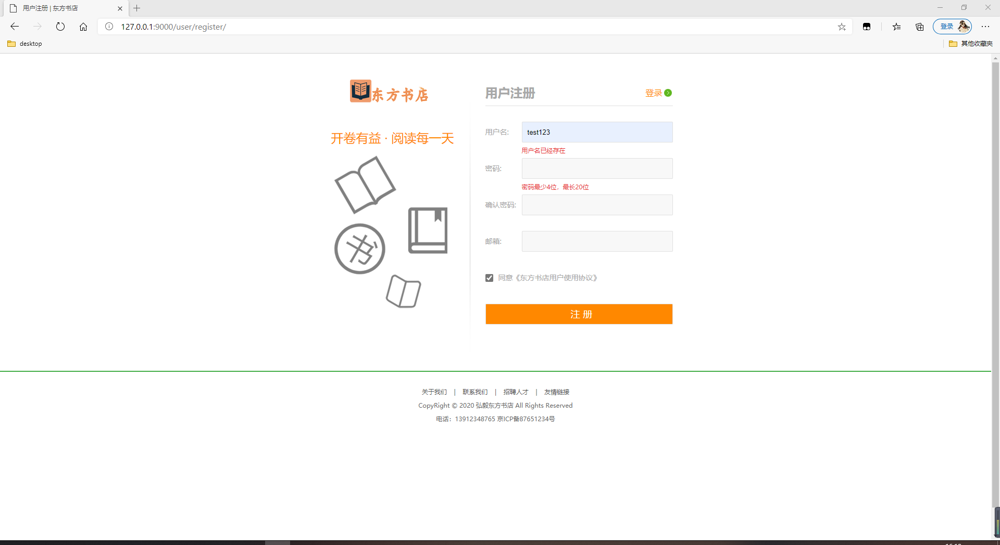 用户注册 | 东方书店
127.0.0.1:9000/user/register/
登录
desktop
其他收藏夹
东方书店
用户注册
登录
开卷有益 · 阅读每一天
用户名:
test123
用户名已经存在
密码:
密码最少4位，最长20位
确认密码:
书
邮箱:
同意《东方书店用户使用协议》
注 册
关于我们 | 联系我们 | 招聘人才 | 友情链接
CopyRight © 2020 弘毅东方书店 All Rights Reserved
电话：13912348765 京ICP备87651234号